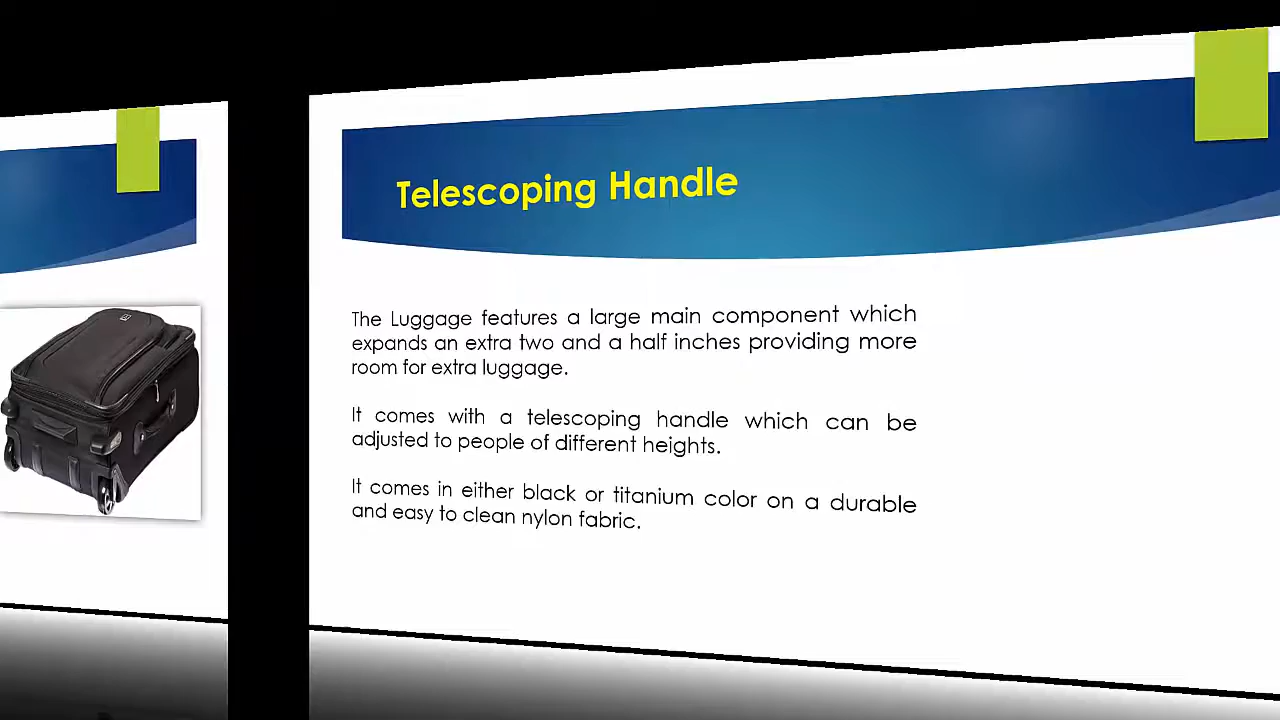 Telescoping Handle
The Luggage features a large main component which
expands an extra two and a half inches providing more
room for extra luggage.
It comes with a telescoping handle which can be
adjusted to people of different heights.
It comes in either black or titanium color on a durable
and easy to clean nylon fabric.